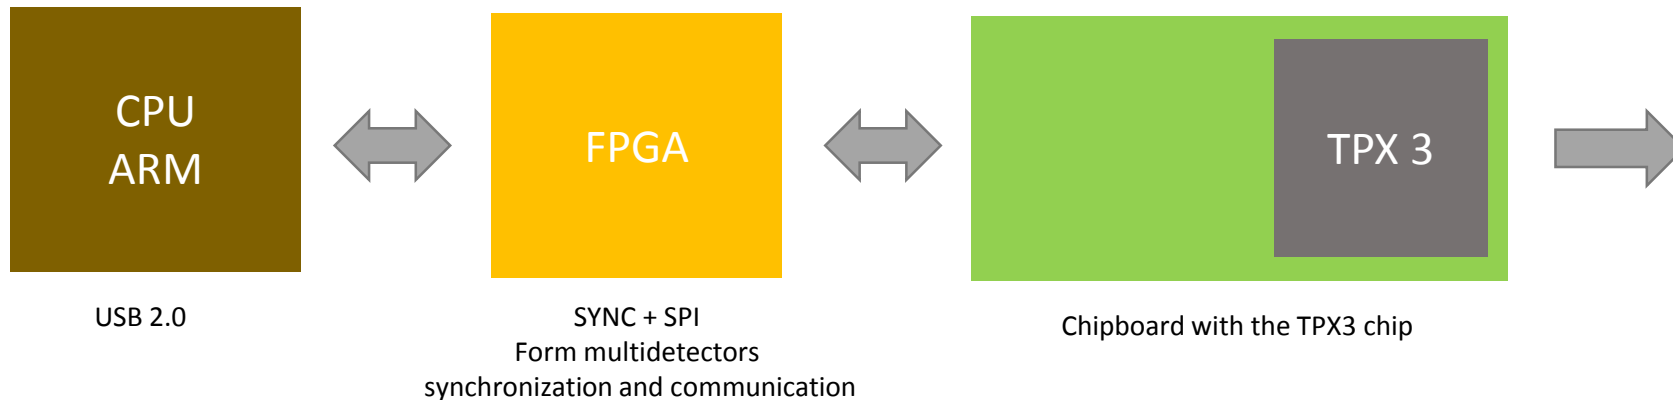 CPU
ARM
FPGA
TPX 3
USB 2.0
SYNC + SPI
Form multidetectors
synchronization and communication
Chipboard with the TPX3 chip